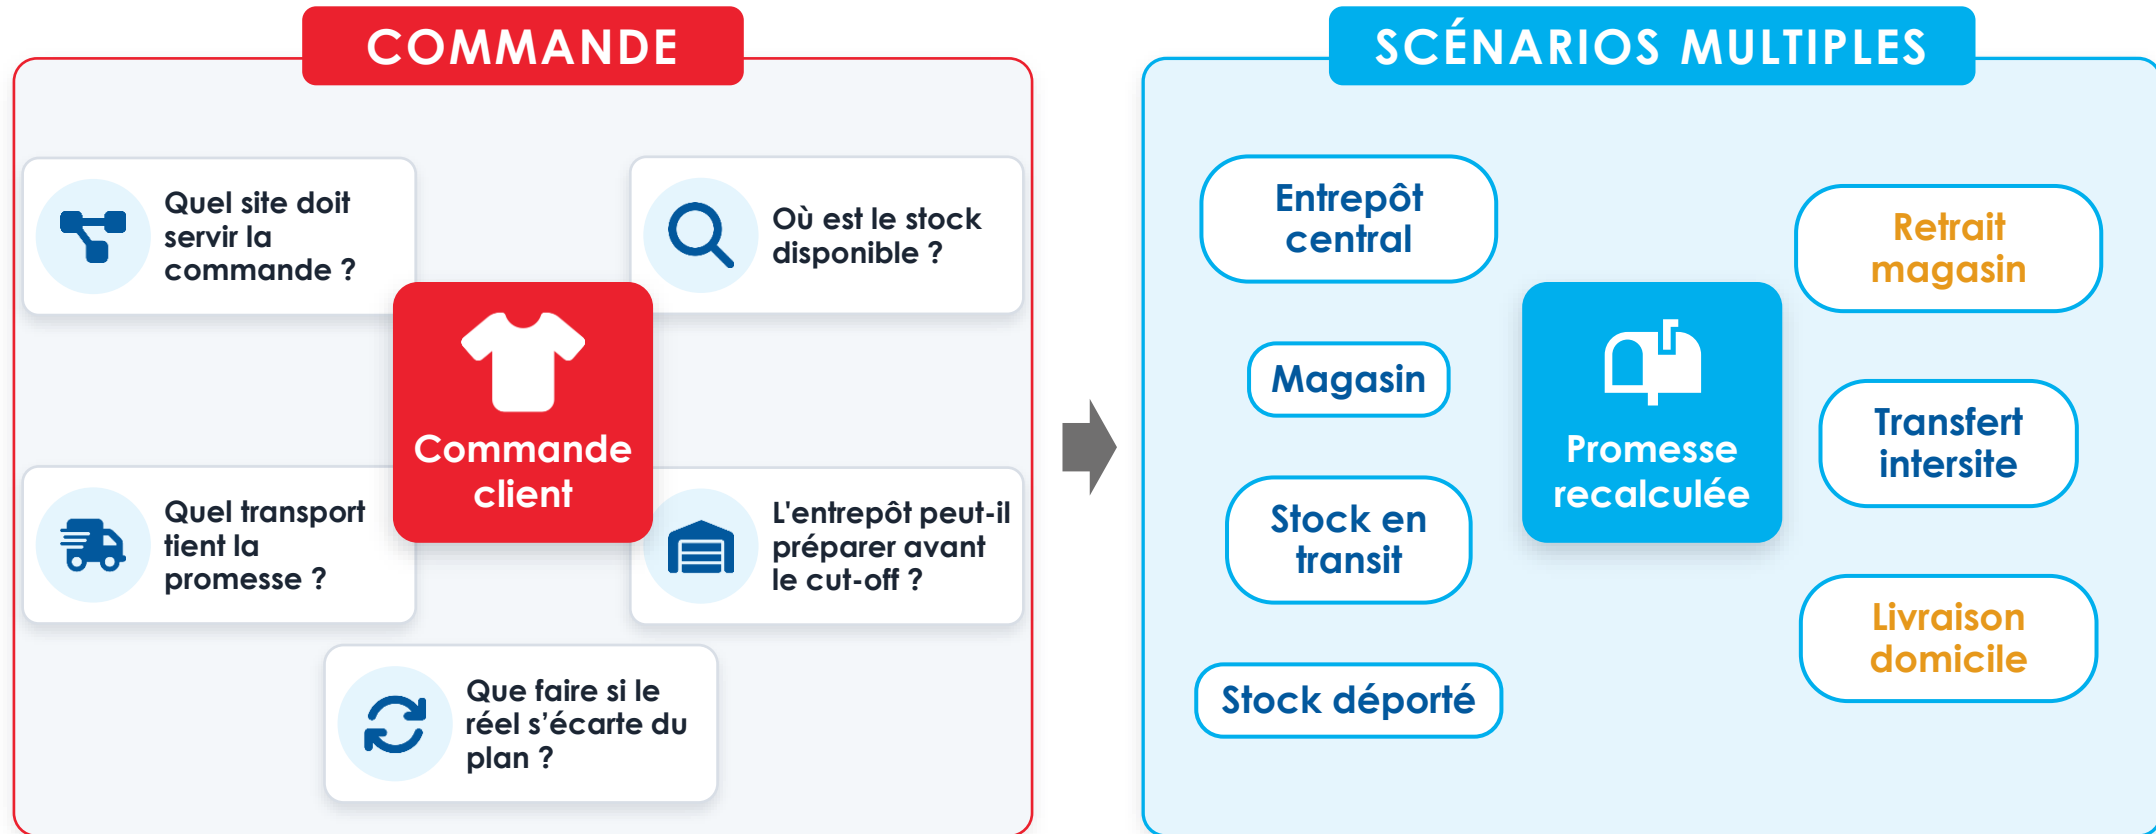 COMMANDE
Quel site doit
servir la
commande ?
Où est le stock
disponible ?
Commande
client
Quel transport
tient la
promesse ?
L'entrepôt peut-il
préparer avant
le cut-off ?
Que faire si le
réel s’écarte du
plan ?
SCÉNARIOS MULTIPLES
Entrepôt
central
Magasin
Stock en
transit
Stock déporté
Promesse
recalculée
Retrait
magasin
Transfert
intersite
Livraison
domicile